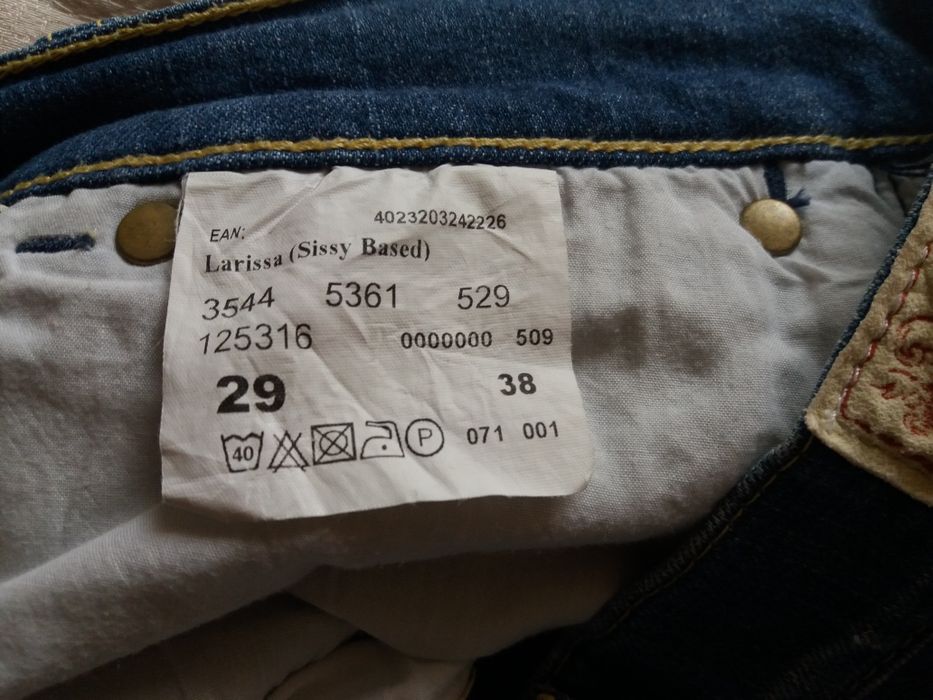 EAN; 4023203242226
Larissa (Sissy Based)
3544 5361 529
125316 0000000 509
29 38
40 P 071 001